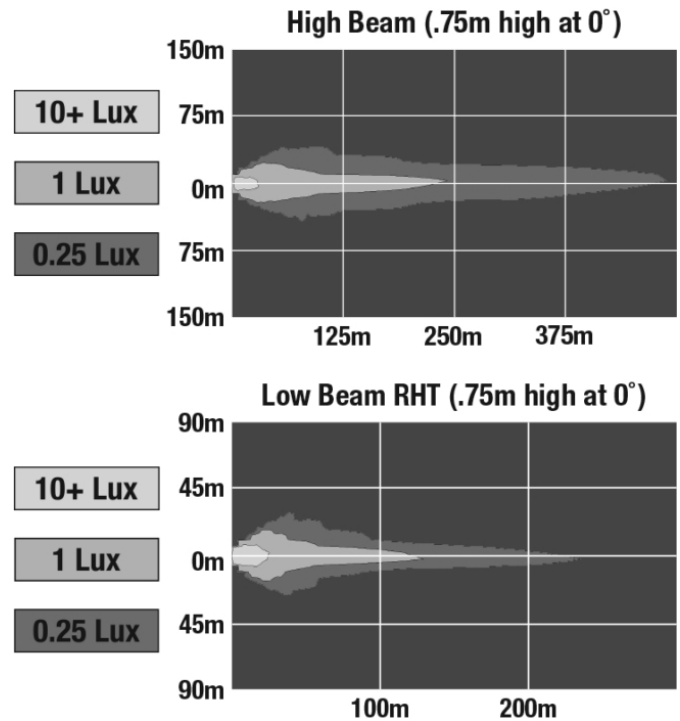 High Beam (.75m high at 0˚)
150m
10+ Lux
75m
1 Lux
0m
0.25 Lux
75m
150m
125m 250m 375m
Low Beam RHT (.75m high at 0˚)
90m
10+ Lux
45m
1 Lux
0m
0.25 Lux
45m
90m
100m 200m